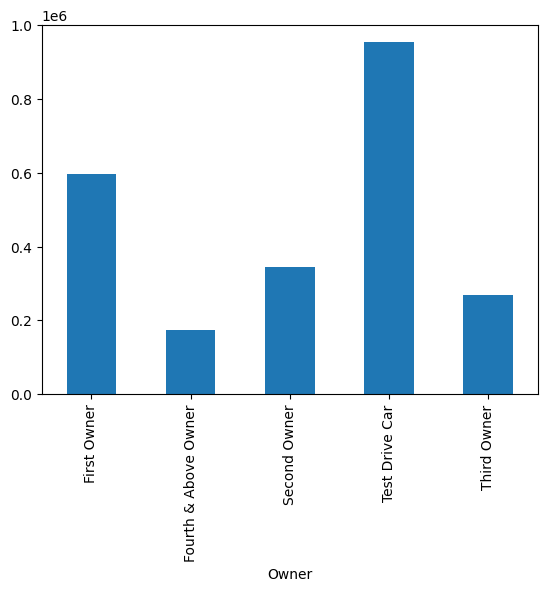 1e6
1.0
0.8
0.6
0.4
0.2
0.0
First Owner
Fourth & Above Owner
Second Owner
Test Drive Car
Third Owner
Owner